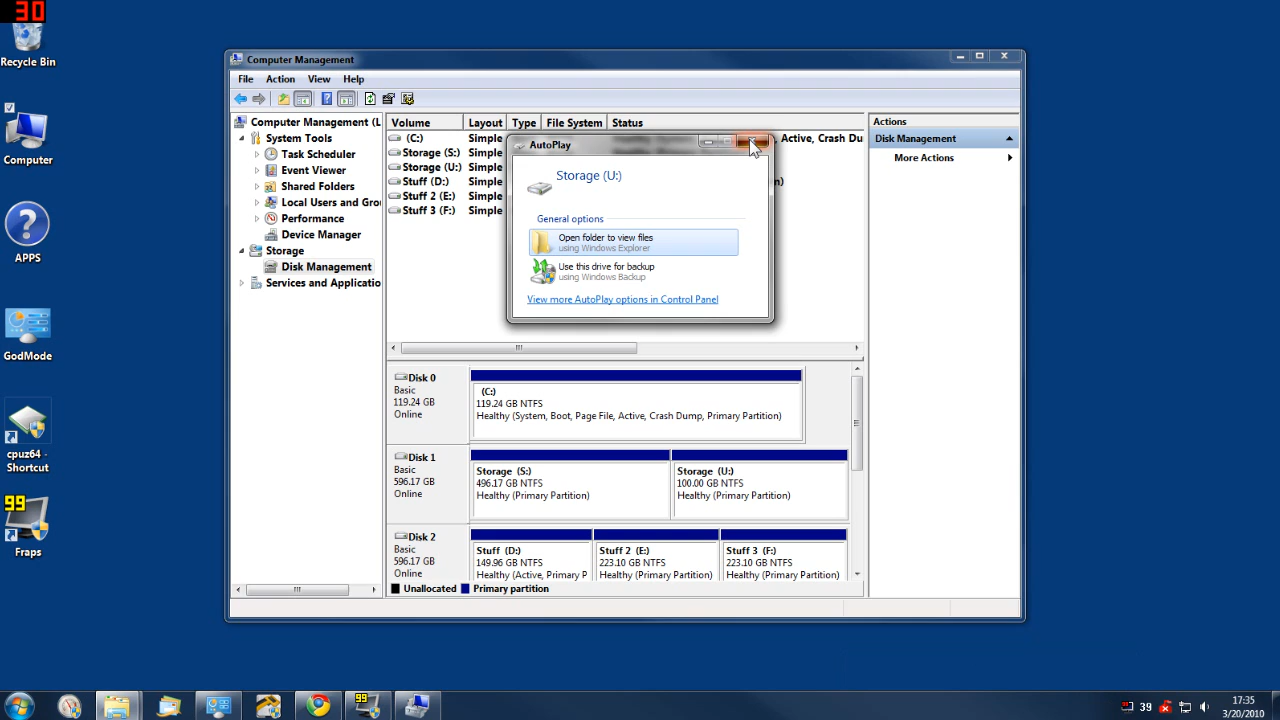 30
Recycle Bin
Computer
APPS
GodMode
cpuz64 -
Shortcut
99
Fraps
Computer Management
File Action View Help
Computer Management (L
System Tools
Task Scheduler
Event Viewer
Shared Folders
Local Users and Grou
Performance
Device Manager
Storage
Disk Management
Services and Applicatio
Volume Layout Type File System Status
(C:) Simple , Active, Crash Du
Storage (S:) Simple
Storage (U:) Simple
Stuff (D:) Simple
Stuff 2 (E:) Simple
Stuff 3 (F:) Simple
AutoPlay
Storage (U:)
General options
Open folder to view files
using Windows Explorer
Use this drive for backup
using Windows Backup
View more AutoPlay options in Control Panel
Actions
Disk Management
More Actions
Disk 0
Basic
119.24 GB
Online
(C:)
119.24 GB NTFS
Healthy (System, Boot, Page File, Active, Crash Dump, Primary Partition)
Disk 1
Basic
596.17 GB
Online
Storage (S:)
496.17 GB NTFS
Healthy (Primary Partition)
Storage (U:)
100.00 GB NTFS
Healthy (Primary Partition)
Disk 2
Basic
596.17 GB
Online
Stuff (D:)
149.96 GB NTFS
Healthy (Active, Primary P
Stuff 2 (E:)
223.10 GB NTFS
Healthy (Primary Partition)
Stuff 3 (F:)
223.10 GB NTFS
Healthy (Primary Partition)
Unallocated Primary partition
99
39
17:35
3/20/2010